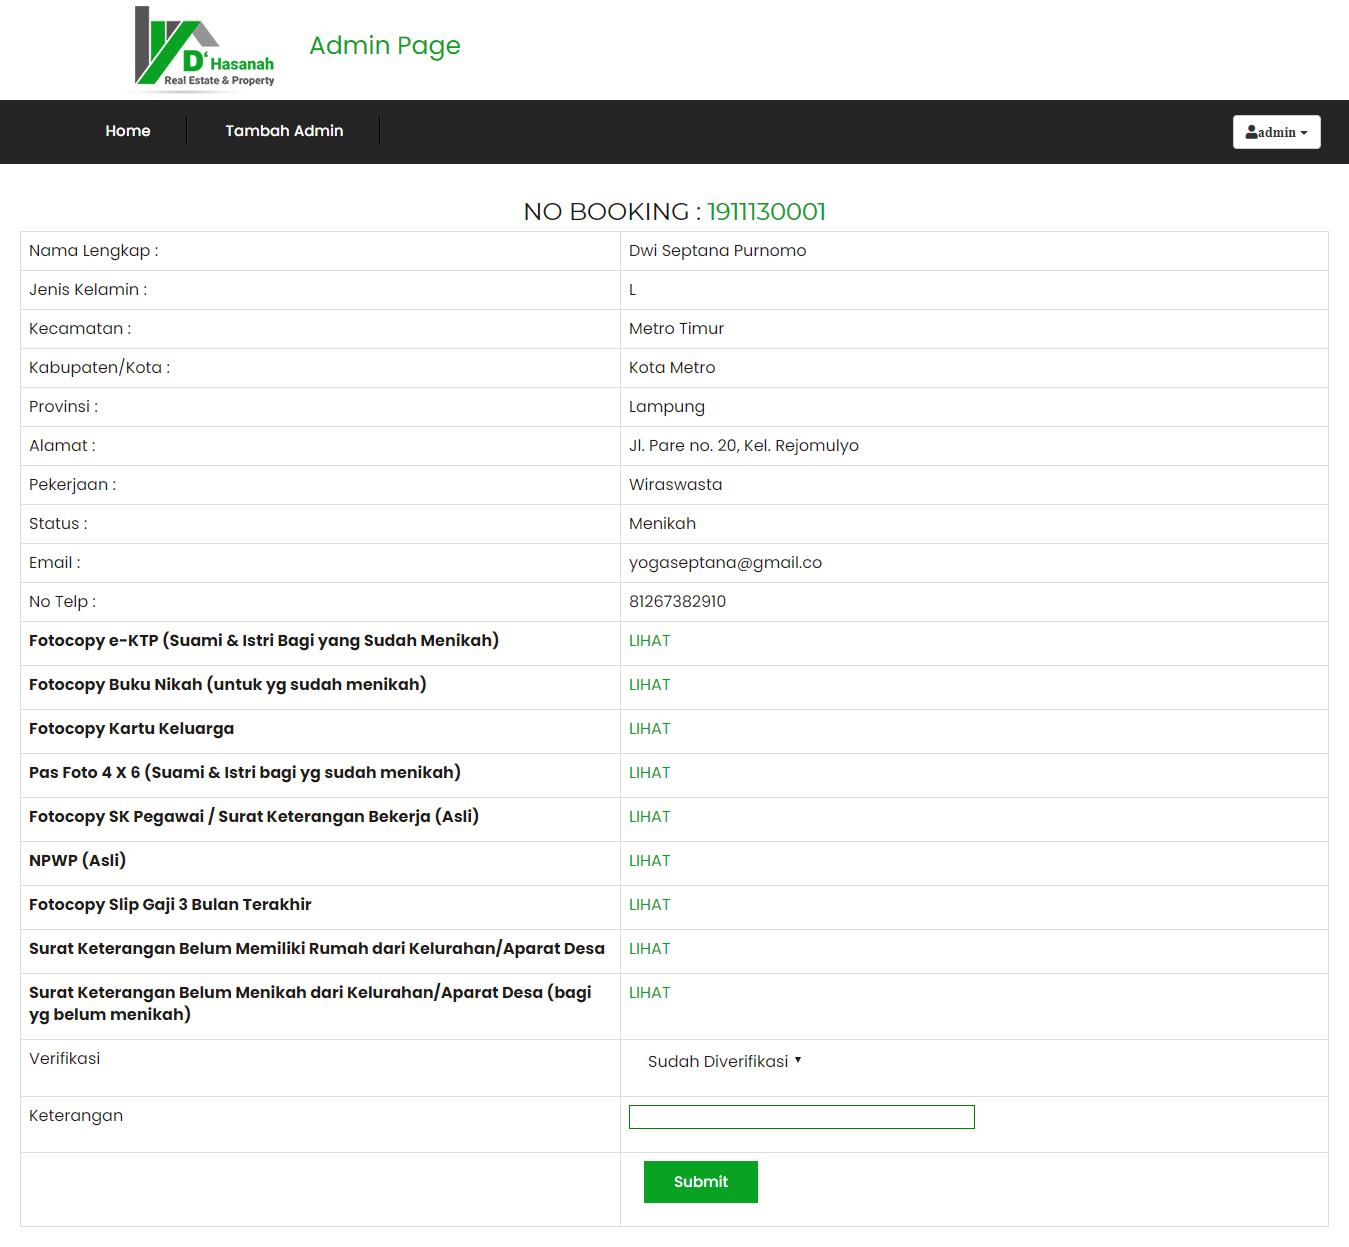 D' Hasanah
Real Estate & Property
Admin Page
Home Tambah Admin admin
NO BOOKING : 1911130001
Nama Lengkap : Dwi Septana Purnomo
Jenis Kelamin : L
Kecamatan : Metro Timur
Kabupaten/Kota : Kota Metro
Provinsi : Lampung
Alamat : Jl. Pare no. 20, Kel. Rejomulyo
Pekerjaan : Wiraswasta
Status : Menikah
Email : yogaseptana@gmail.co
No Telp : 81267382910
Fotocopy e-KTP (Suami & Istri Bagi yang Sudah Menikah) LIHAT
Fotocopy Buku Nikah (untuk yg sudah menikah) LIHAT
Fotocopy Kartu Keluarga LIHAT
Pas Foto 4 X 6 (Suami & Istri bagi yg sudah menikah) LIHAT
Fotocopy SK Pegawai / Surat Keterangan Bekerja (Asli) LIHAT
NPWP (Asli) LIHAT
Fotocopy Slip Gaji 3 Bulan Terakhir LIHAT
Surat Keterangan Belum Memiliki Rumah dari Kelurahan/Aparat Desa LIHAT
Surat Keterangan Belum Menikah dari Kelurahan/Aparat Desa (bagi LIHAT
yg belum menikah)
Verifikasi Sudah Diverifikasi
Keterangan
Submit